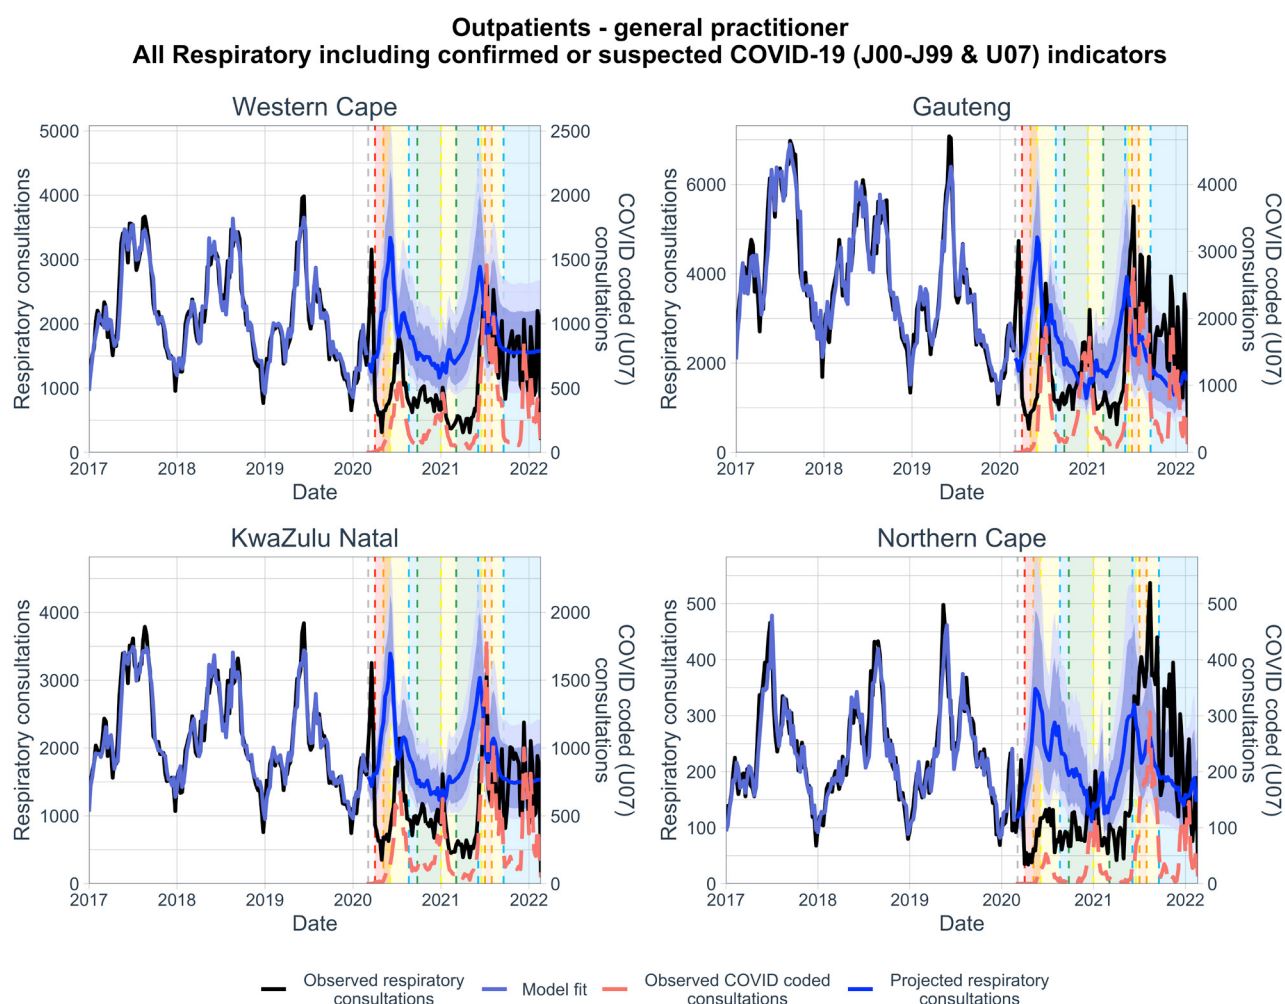 Outpatients - general practitioner
All Respiratory including confirmed or suspected COVID-19 (J00-J99 & U07) indicators
Western Cape
Respiratory consultations
5000
4000
3000
2000
1000
0
2500
2000
1500
1000
500
0
COVID coded (U07)
consultations
2017 2018 2019 2020 2021 2022
Date
Gauteng
Respiratory consultations
6000
4000
2000
0
4000
3000
2000
1000
0
COVID coded (U07)
consultations
2017 2018 2019 2020 2021 2022
Date
KwaZulu Natal
Respiratory consultations
4000
3000
2000
1000
0
2000
1500
1000
500
0
COVID coded (U07)
consultations
2017 2018 2019 2020 2021 2022
Date
Northern Cape
Respiratory consultations
500
400
300
200
100
0
500
400
300
200
100
0
COVID coded (U07)
consultations
2017 2018 2019 2020 2021 2022
Date
Observed respiratory
consultations
Model fit
Observed COVID coded
consultations
Projected respiratory
consultations